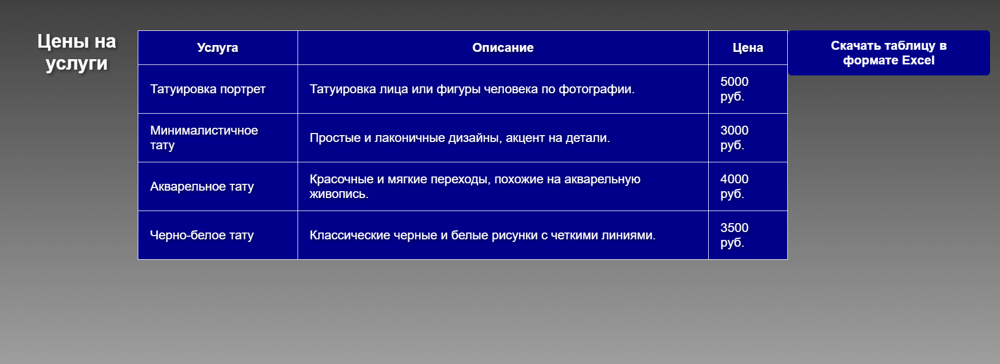 Цены на
услуги
Услуга
Описание
Цена
Татуировка портрет
Татуировка лица или фигуры человека по фотографии.
5000
руб.
Минималистичное
тату
Простые и лаконичные дизайны, акцент на детали.
3000
руб.
Акварельное тату
Красочные и мягкие переходы, похожие на акварельную
живопись.
4000
руб.
Черно-белое тату
Классические черные и белые рисунки с четкими линиями.
3500
руб.
Скачать таблицу в
формате Excel